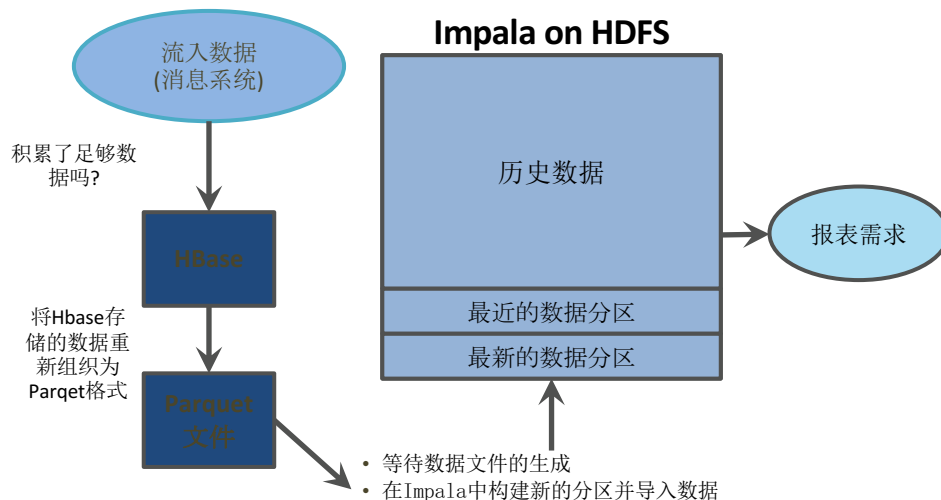 Impala on HDFS
流入数据
(消息系统)
积累了足够数
据吗?
历史数据
HBase
报表需求
将Hbase存
储的数据重
新组织为
Parqet格式
最近的数据分区
最新的数据分区
Parquet
文件
• 等待数据文件的生成
• 在Impala中构建新的分区并导入数据